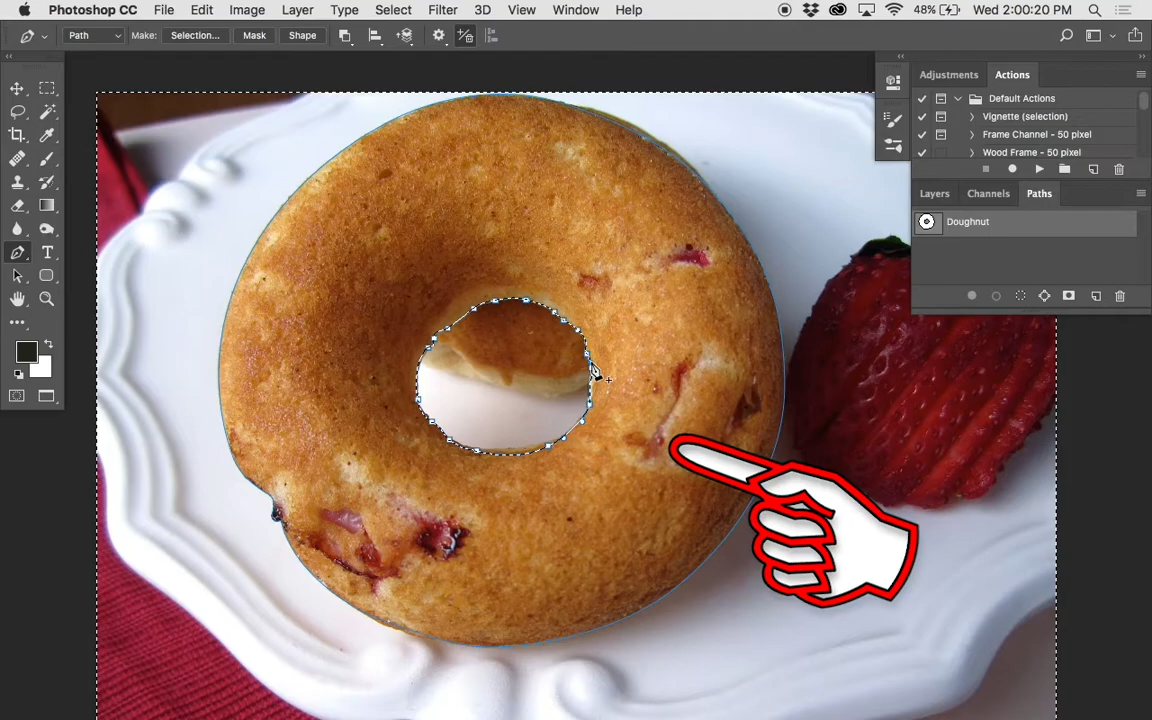 Photoshop CC File Edit Image Layer Type Select Filter 3D View Window Help 48% Wed 2:00:20 PM
Path Make: Selection... Mask Shape
Adjustments Actions
Default Actions
Vignette (selection)
Frame Channel - 50 pixel
Wood Frame - 50 pixel
Layers Channels Paths
Doughnut